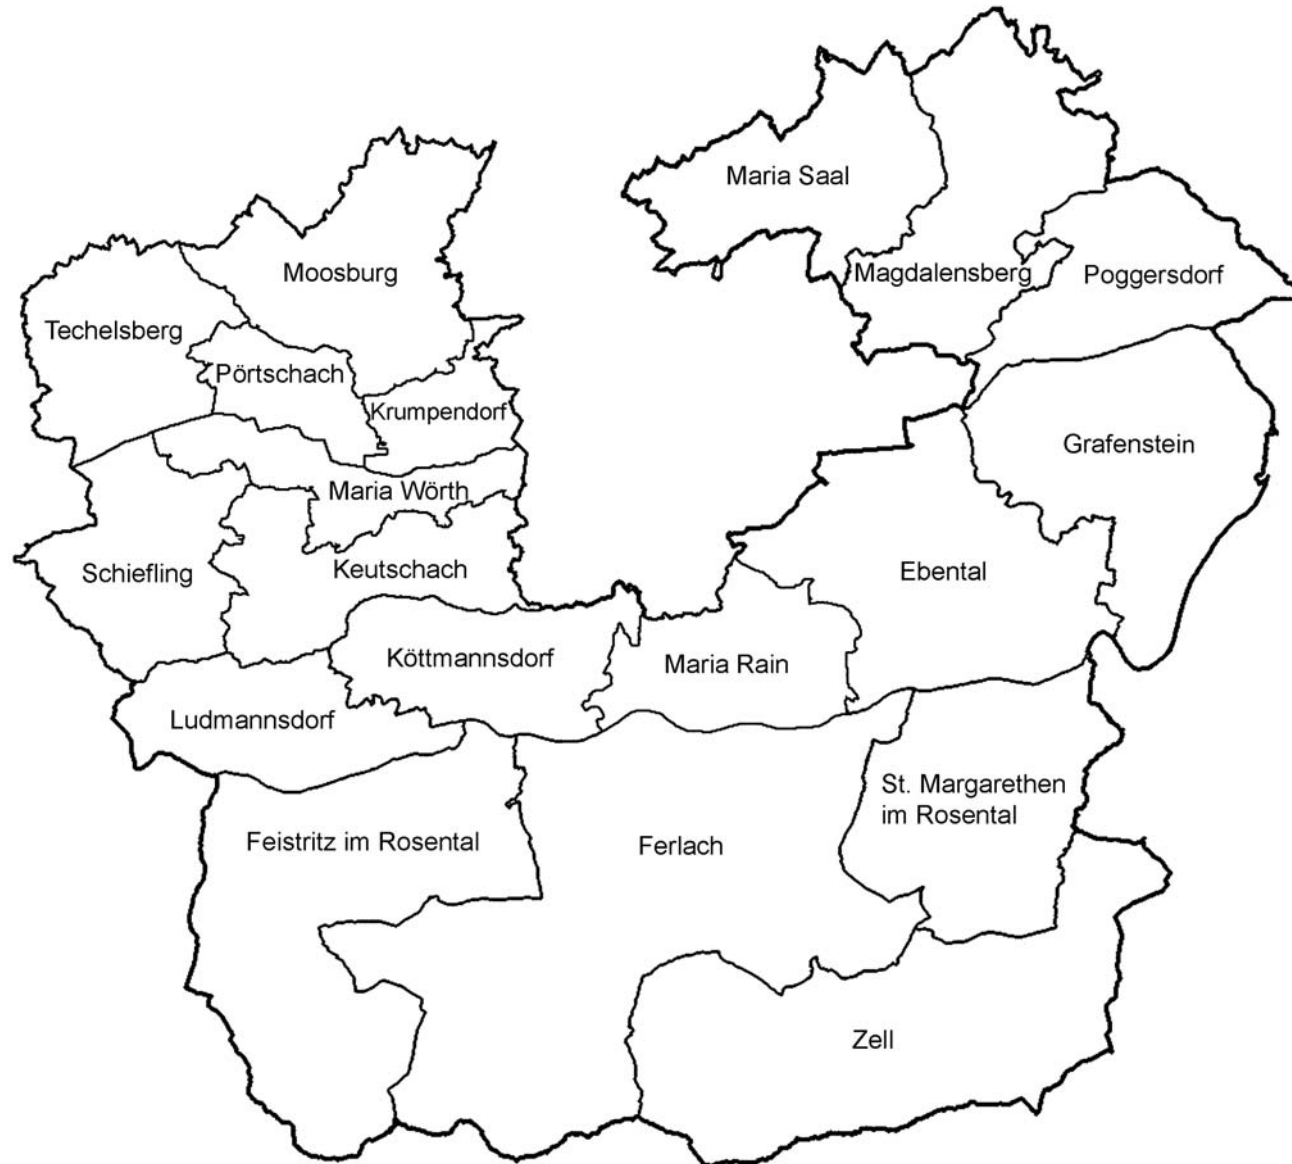 Maria Saal
Moosburg
Magdalensberg
Poggersdorf
Techelsberg
Pörtschach
Krumpendorf
Grafenstein
Maria Wörth
Schiefling
Keutschach
Ebental
Köttmannsdorf
Maria Rain
Ludmannsdorf
St. Margarethen
im Rosental
Feistritz im Rosental
Ferlach
Zell